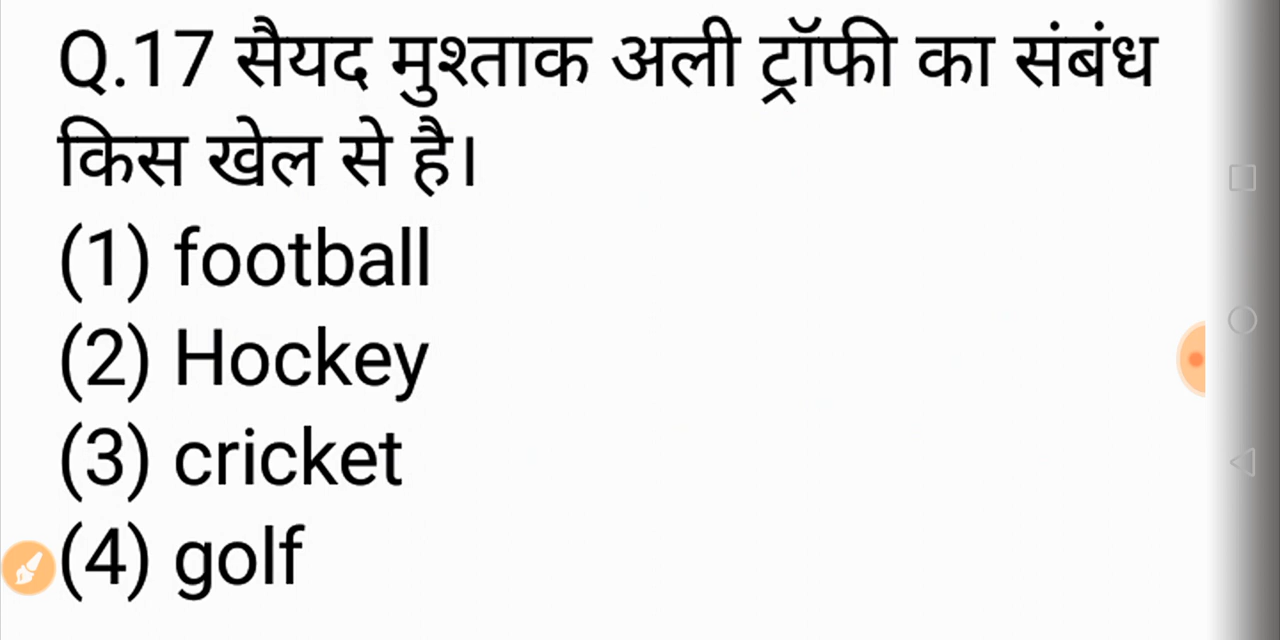 Q.17 सैयद मुश्ताक अली ट्रॉफी का संबंध
किस खेल से है।
(1) football
(2) Hockey
(3) cricket
(4) golf